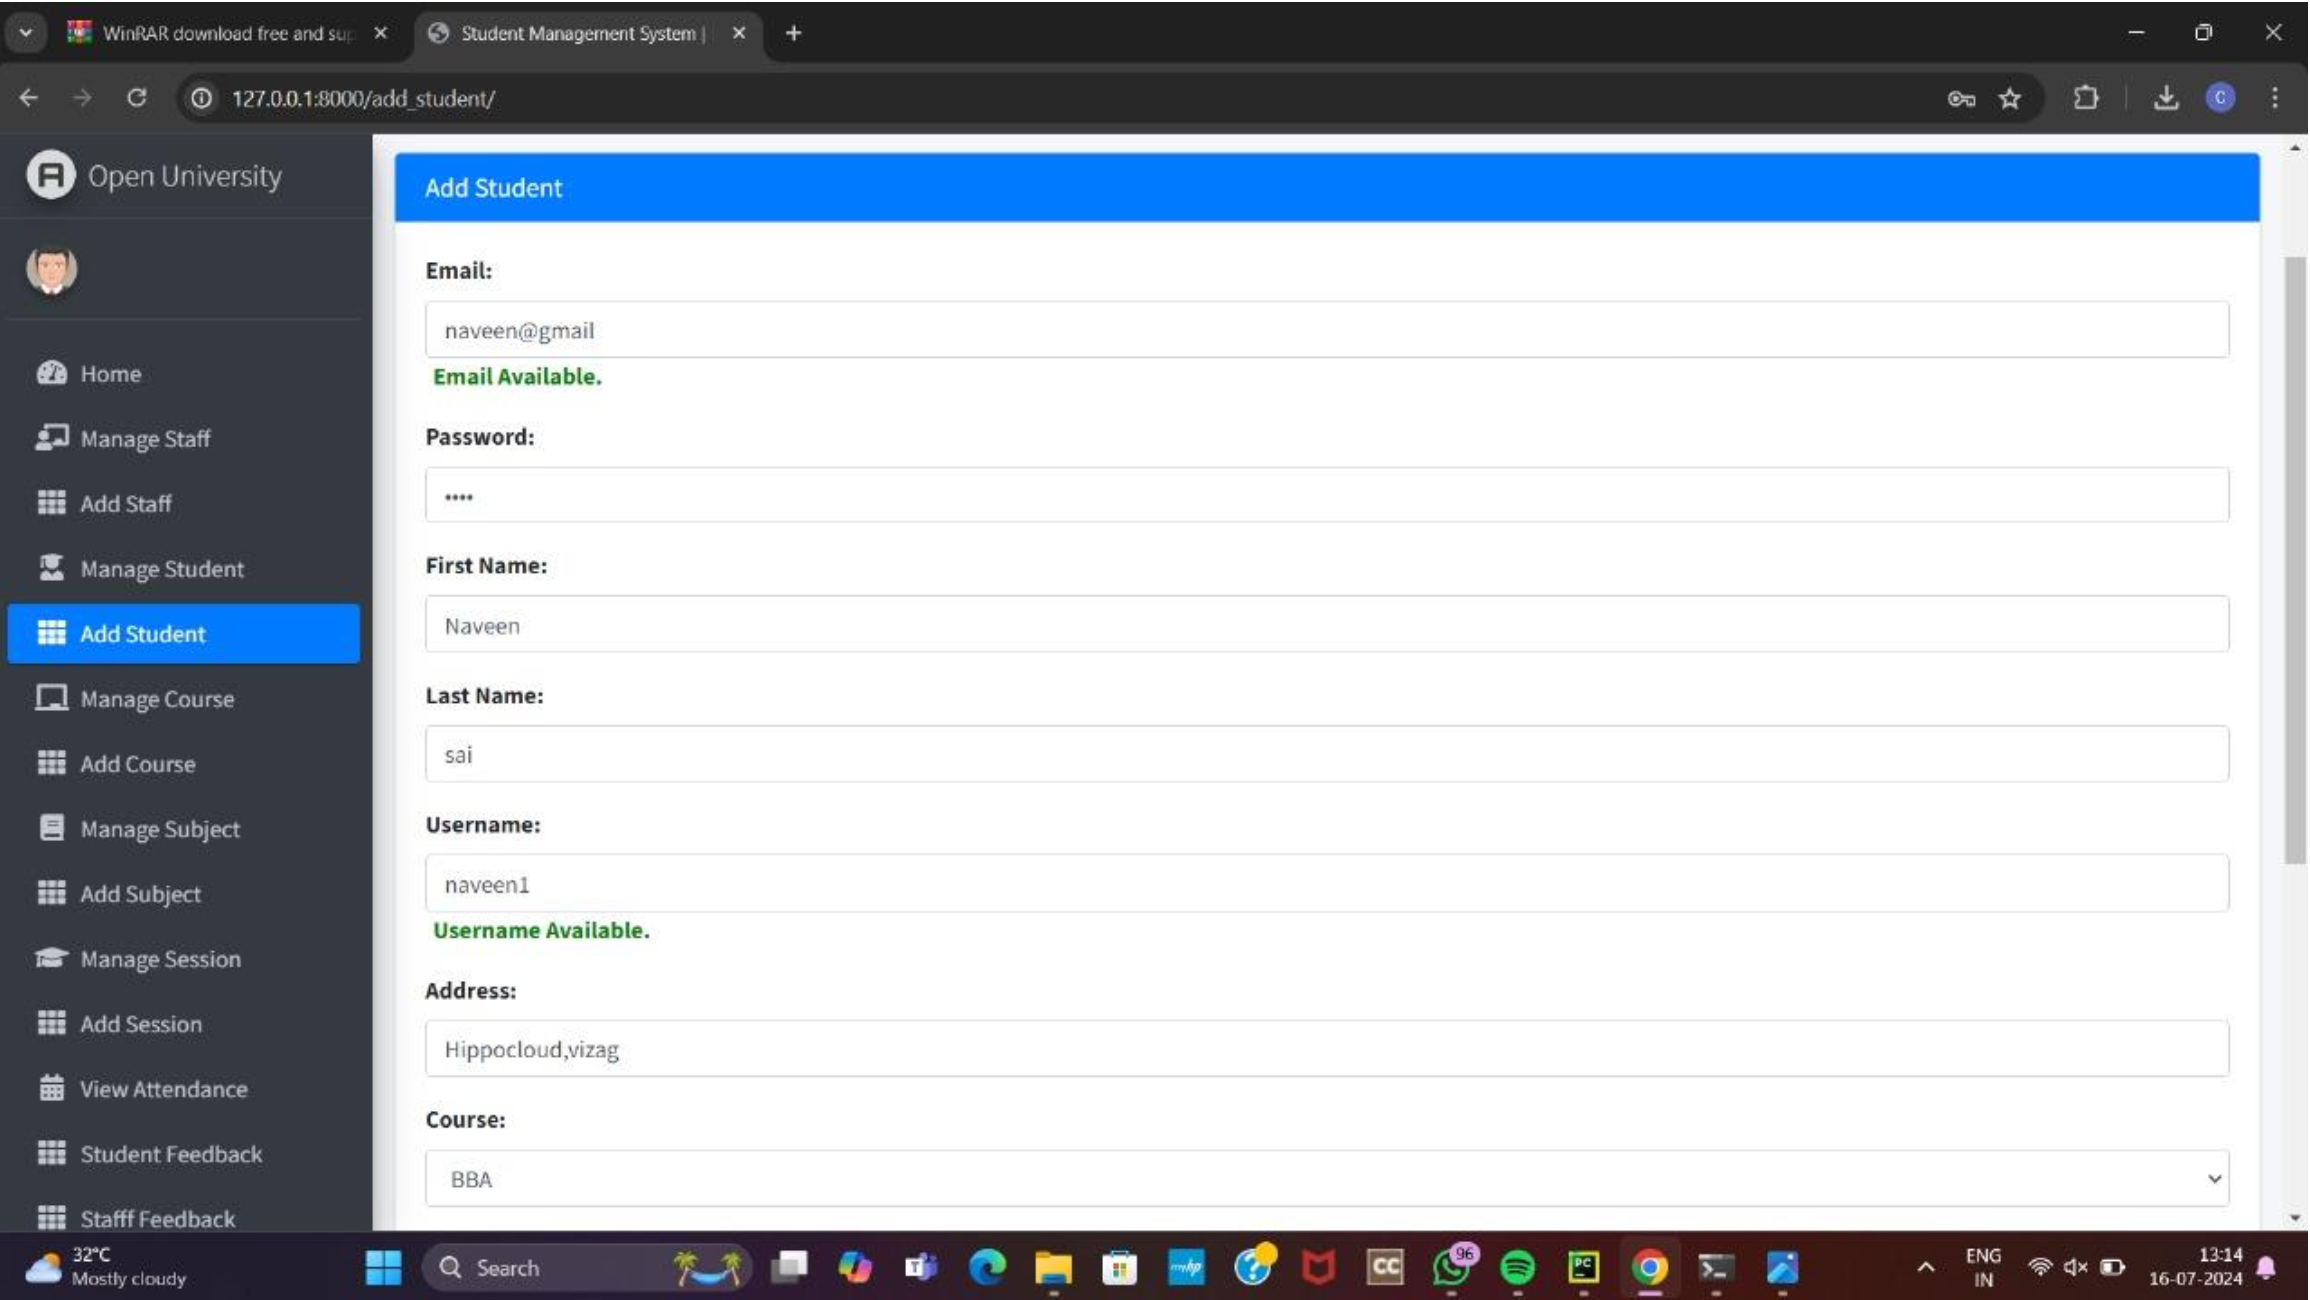 WinRAR download free and sup
Student Management System |
127.0.0.1:8000/add_student/
C
Open University
Home
Manage Staff
Add Staff
Manage Student
Add Student
Manage Course
Add Course
Manage Subject
Add Subject
Manage Session
Add Session
View Attendance
Student Feedback
Stafff Feedback
Add Student
Email:
naveen@gmail
Email Available.
Password:
••••
First Name:
Naveen
Last Name:
sai
Username:
naveen1
Username Available.
Address:
Hippocloud,vizag
Course:
BBA
32°C
Mostly cloudy
Search
myhp
CC
96
PC
ENG
IN
13:14
16-07-2024